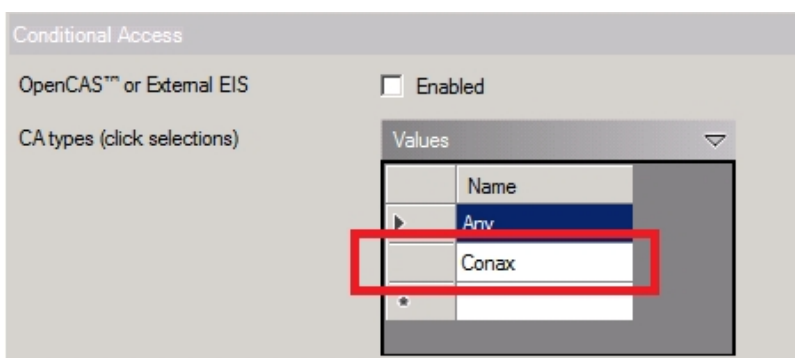 Conditional Access
OpenCAS™ or External EIS
Enabled
CA types (click selections)
Values
Name
Any
Conax
*